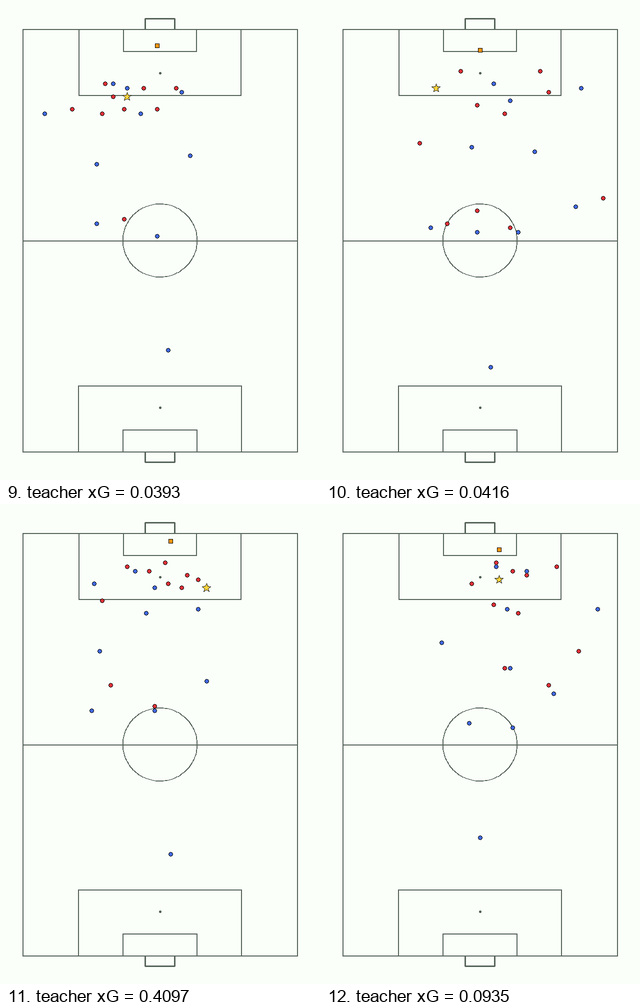 9. teacher xG = 0.0393
10. teacher xG = 0.0416
11. teacher xG = 0.4097
12. teacher xG = 0.0935